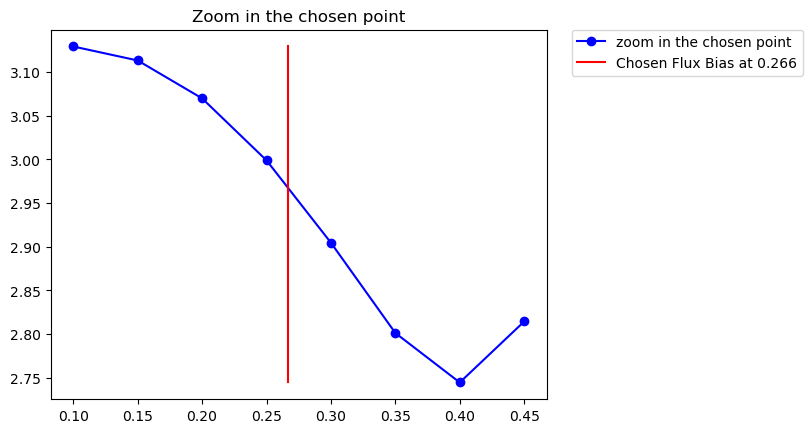 Zoom in the chosen point
zoom in the chosen point
Chosen Flux Bias at 0.266
3.10
3.05
3.00
2.95
2.90
2.85
2.80
2.75
0.10 0.15 0.20 0.25 0.30 0.35 0.40 0.45